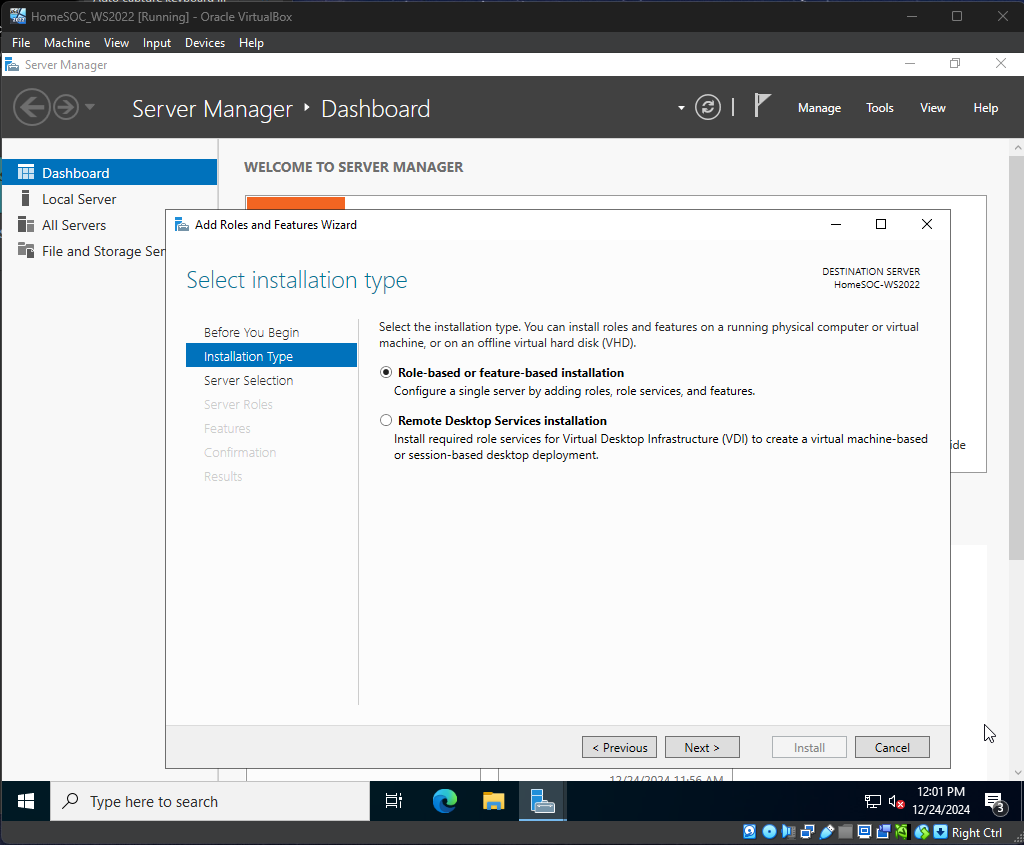 HomeSOC_WS2022 [Running] - Oracle VirtualBox
File Machine View Input Devices Help
Server Manager
Server Manager Dashboard
Manage Tools View Help
WELCOME TO SERVER MANAGER
Dashboard
Local Server
All Servers
File and Storage Ser
Add Roles and Features Wizard
Select installation type
DESTINATION SERVER
HomeSOC-WS2022
Before You Begin
Installation Type
Server Selection
Server Roles
Features
Confirmation
Results
Select the installation type. You can install roles and features on a running physical computer or virtual
machine, or on an offline virtual hard disk (VHD).
Role-based or feature-based installation
Configure a single server by adding roles, role services, and features.
Remote Desktop Services installation
Install required role services for Virtual Desktop Infrastructure (VDI) to create a virtual machine-based
or session-based desktop deployment.
ide
< Previous Next > Install Cancel
12/24/2024 11:56 AM
Type here to search
12:01 PM
12/24/2024
3
Right Ctrl